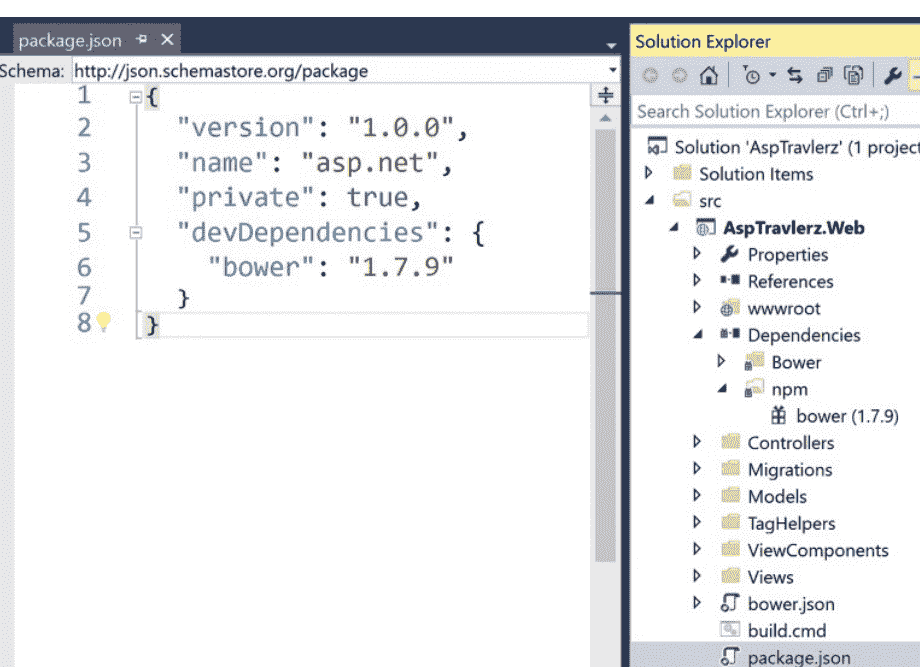 package.json
Schema: http://json.schemastore.org/package
1 {
2 "version": "1.0.0",
3 "name": "asp.net",
4 "private": true,
5 "devDependencies": {
6 "bower": "1.7.9"
7 }
8 }
Solution Explorer
Search Solution Explorer (Ctrl+;)
Solution 'AspTravlerz' (1 project
Solution Items
src
AspTravlerz.Web
Properties
References
wwwroot
Dependencies
Bower
npm
bower (1.7.9)
Controllers
Migrations
Models
TagHelpers
ViewComponents
Views
bower.json
build.cmd
package.json